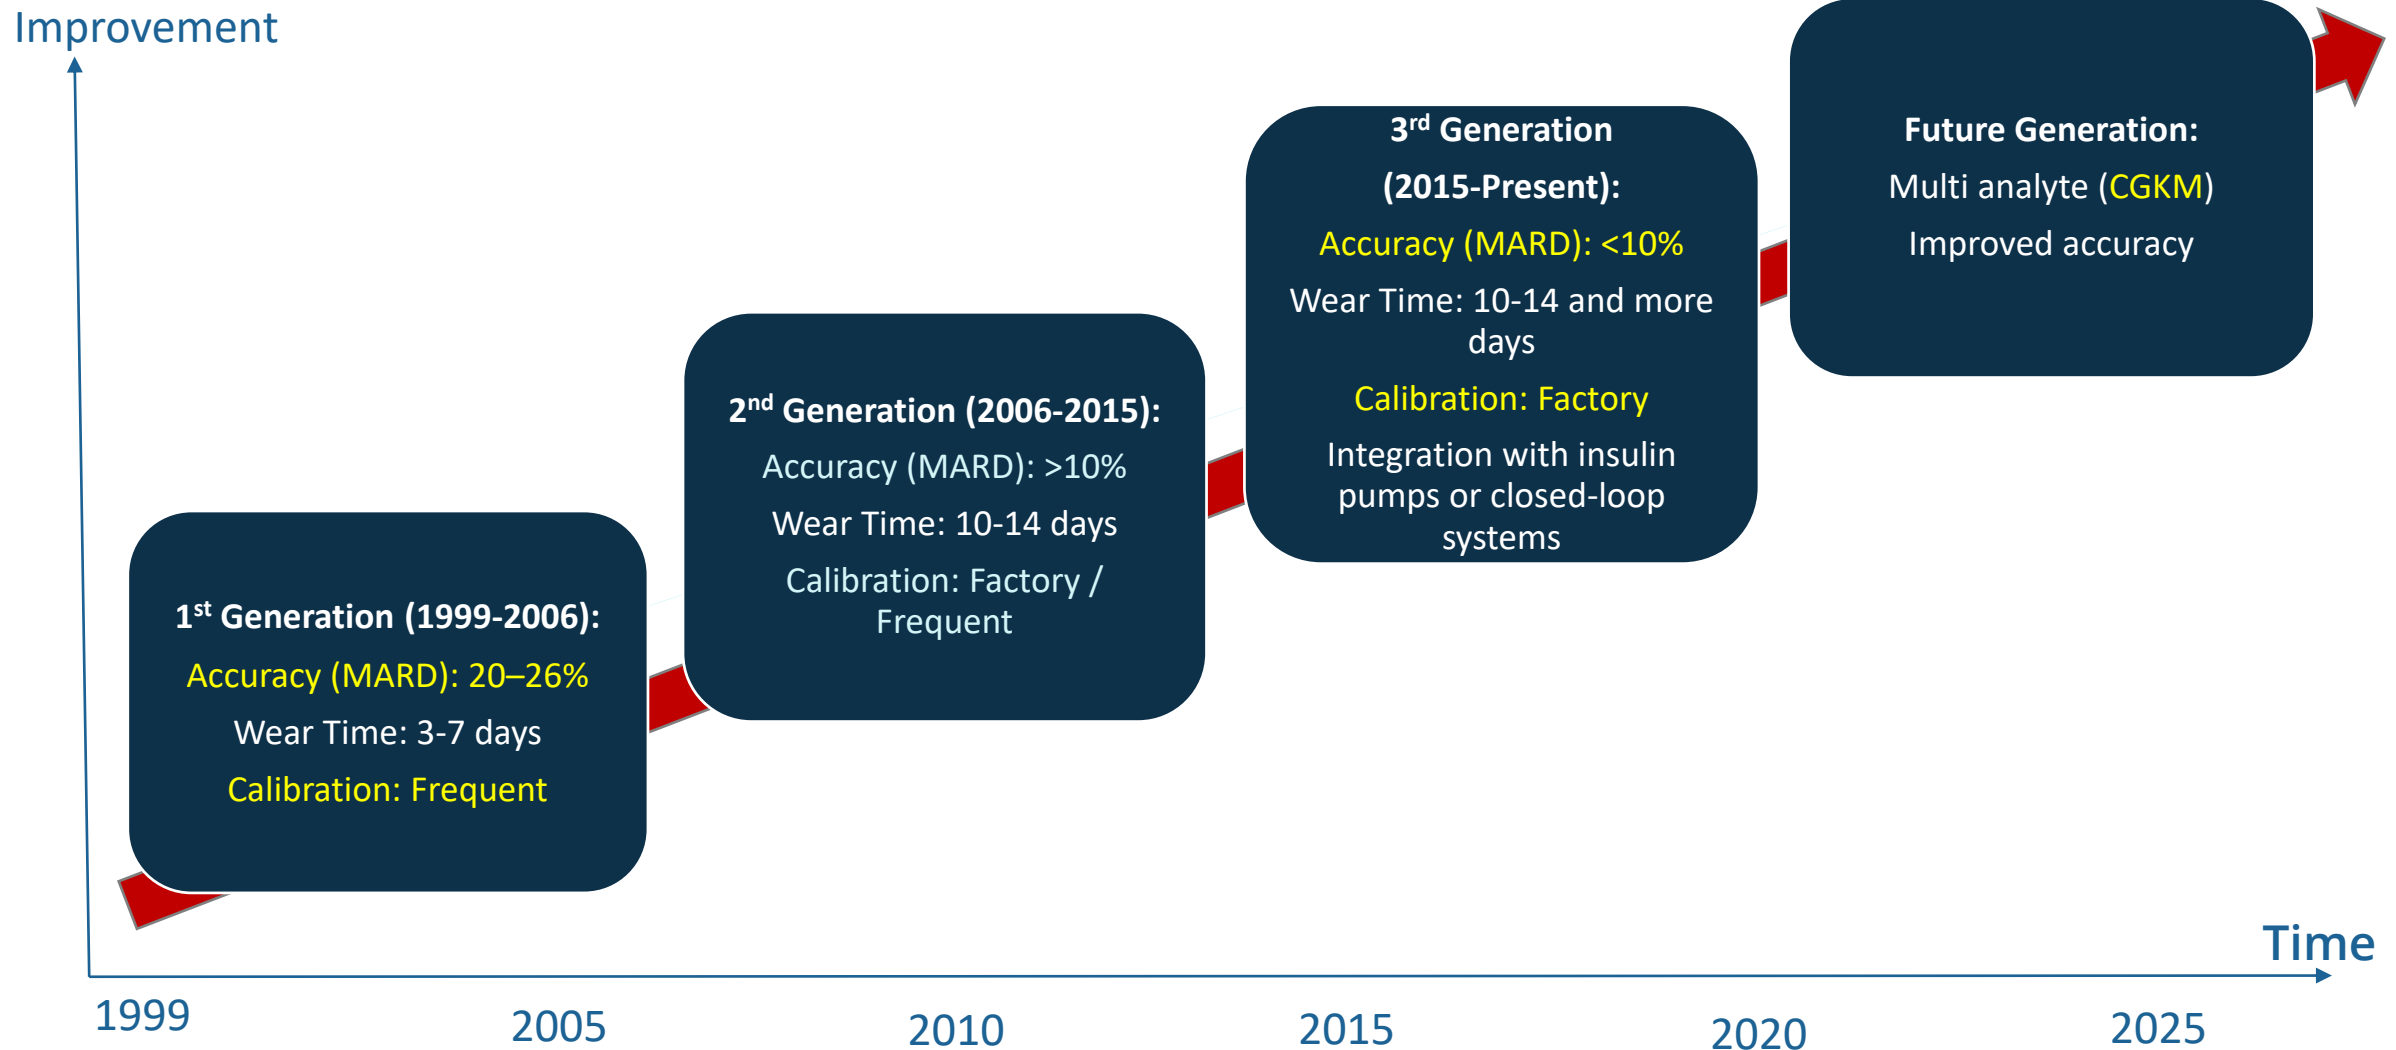 Improvement
1st Generation (1999-2006):
Accuracy (MARD): 20–26%
Wear Time: 3-7 days
Calibration: Frequent
2nd Generation (2006-2015):
Accuracy (MARD): >10%
Wear Time: 10-14 days
Calibration: Factory /
Frequent
3rd Generation
(2015-Present):
Accuracy (MARD): <10%
Wear Time: 10-14 and more
days
Calibration: Factory
Integration with insulin
pumps or closed-loop
systems
Future Generation:
Multi analyte (CGKM)
Improved accuracy
Time
1999
2005
2010
2015
2020
2025